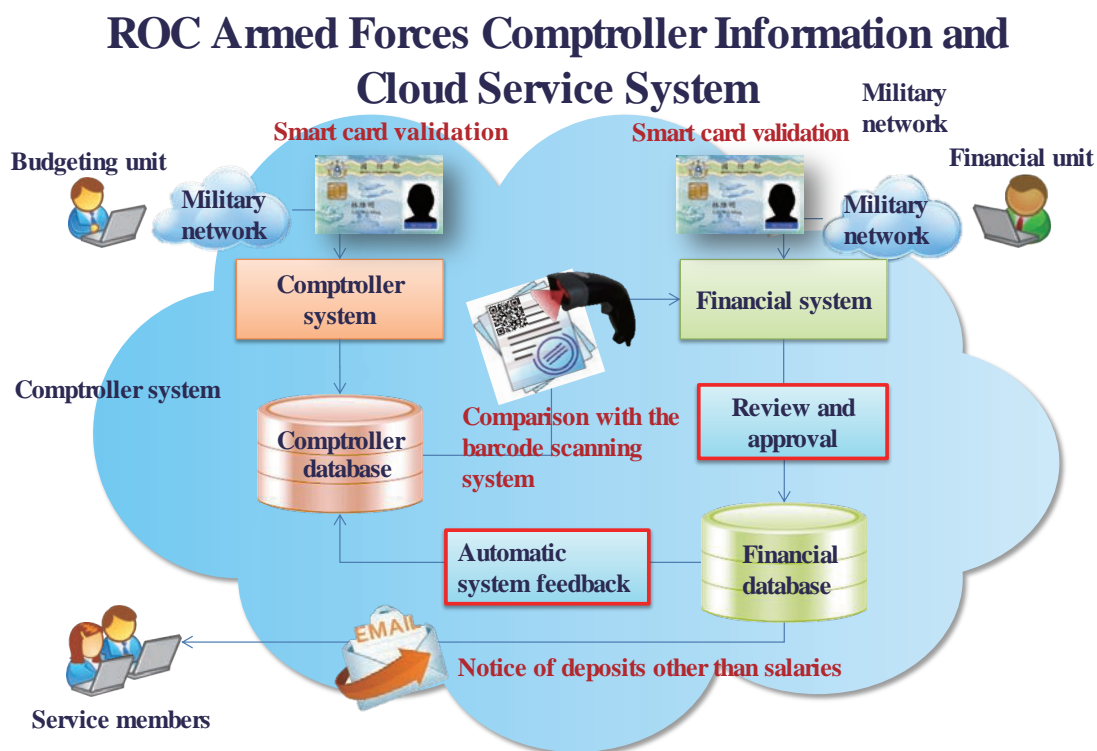 ROC Armed Forces Comptroller Information and
Cloud Service System
Military
network
Smart card validation
Smart card validation
Budgeting unit
Financial unit
Military
network
Military
network
Comptroller
system
Financial system
Comptroller system
Review and
approval
Comparison with the
barcode scanning
system
Comptroller
database
Automatic
system feedback
Financial
database
EMAIL
Notice of deposits other than salaries
Service members